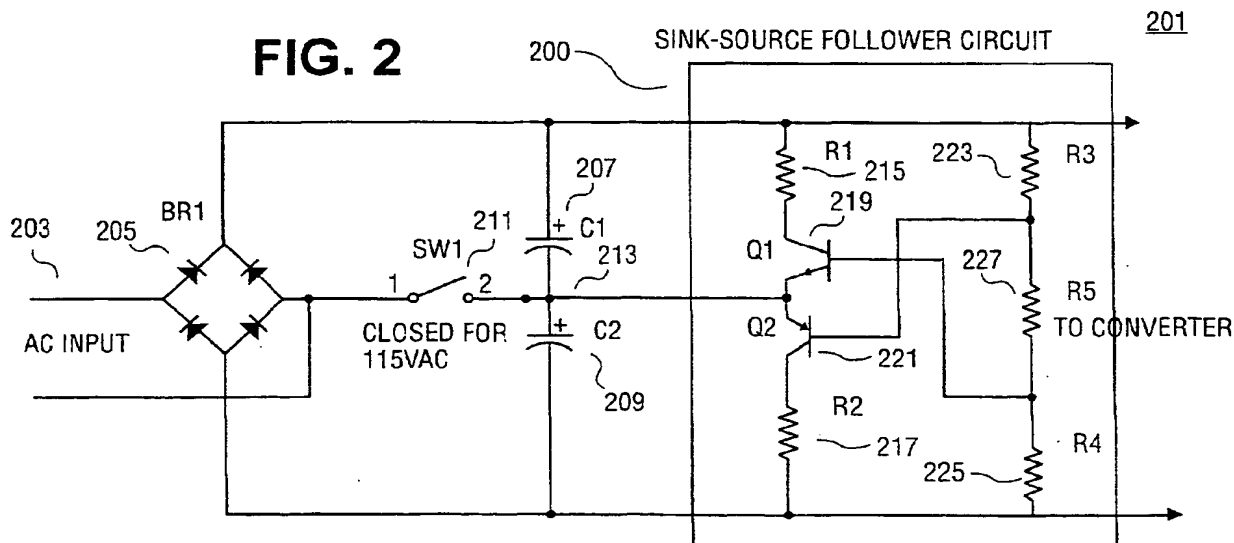 201
SINK-SOURCE FOLLOWER CIRCUIT
FIG. 2
200
R1
223
R3
207
215
BR1
+
C1
219
203
205
211
213
SW1
Q1
227
1
2
R5
AC INPUT
CLOSED FOR
115VAC
+
C2
Q2
TO CONVERTER
221
209
R2
217
R4
225